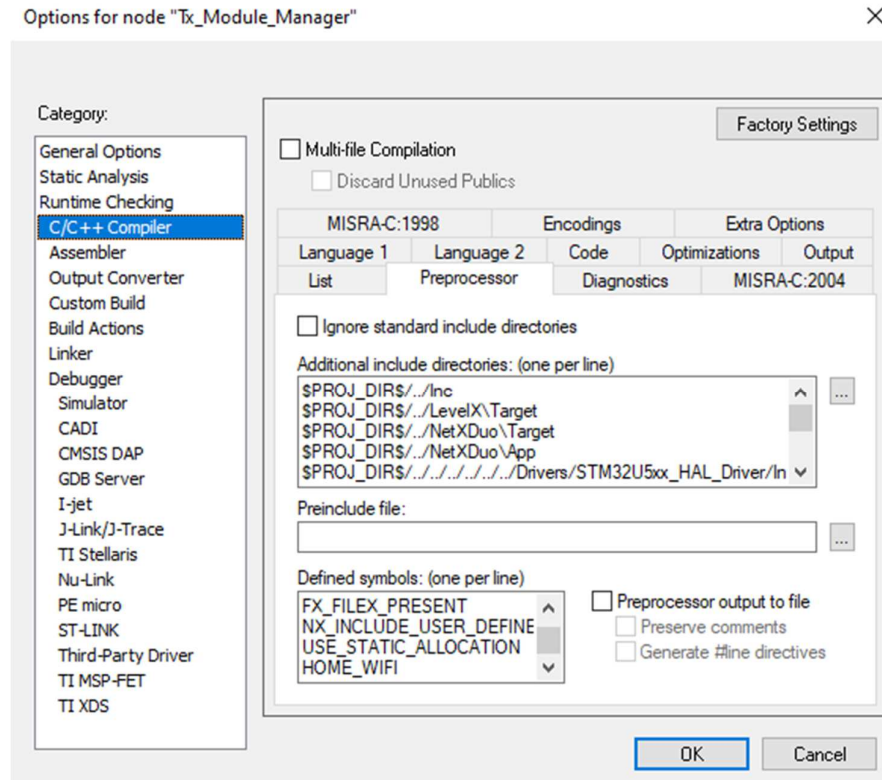 Options for node "Tx_Module_Manager"
Category:
General Options
Static Analysis
Runtime Checking
C/C++ Compiler
Assembler
Output Converter
Custom Build
Build Actions
Linker
Debugger
Simulator
CADI
CMSIS DAP
GDB Server
I-jet
J-Link/J-Trace
TI Stellaris
Nu-Link
PE micro
ST-LINK
Third-Party Driver
TI MSP-FET
TI XDS
Factory Settings
Multi-file Compilation
Discard Unused Publics
MISRA-C:1998 Encodings Extra Options
Language 1 Language 2 Code Optimizations Output
List Preprocessor Diagnostics MISRA-C:2004
Ignore standard include directories
Additional include directories: (one per line)
$PROJ_DIR$/../Inc
$PROJ_DIR$/../LevelX\Target
$PROJ_DIR$/../NetXDuo\Target
$PROJ_DIR$/../NetXDuo\App
$PROJ_DIR$/../../../../../../Drivers/STM32U5xx_HAL_Driver/In
...
Preinclude file:
...
Defined symbols: (one per line)
FX_FILEX_PRESENT
NX_INCLUDE_USER_DEFINE
USE_STATIC_ALLOCATION
HOME_WIFI
Preprocessor output to file
Preserve comments
Generate #line directives
OK Cancel